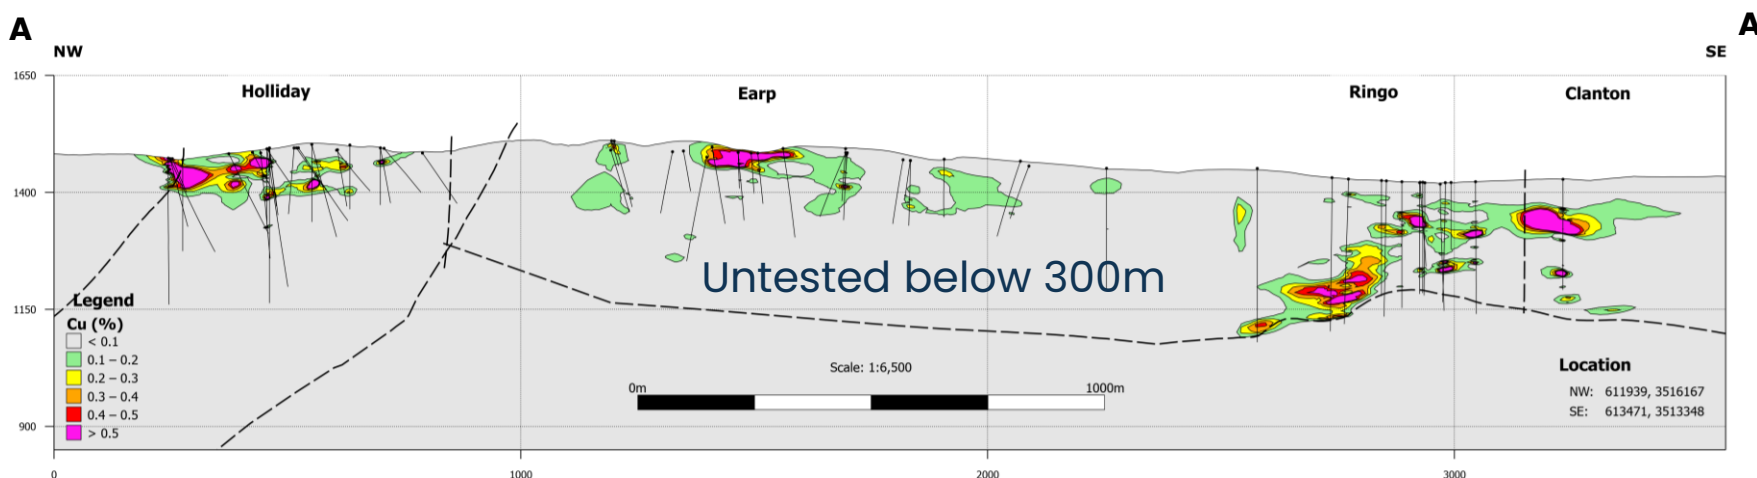 A
A
NW
SE
1650
Holliday
Earp
Ringo
Clanton
1400
Untested below 300m
1150
Legend
Cu (%)
< 0.1
0.1 – 0.2
0.2 – 0.3
0.3 – 0.4
0.4 – 0.5
> 0.5
Scale: 1:6,500
0m
1000m
Location
NW: 611939, 3516167
SE: 613471, 3513348
900
0
1000
2000
3000